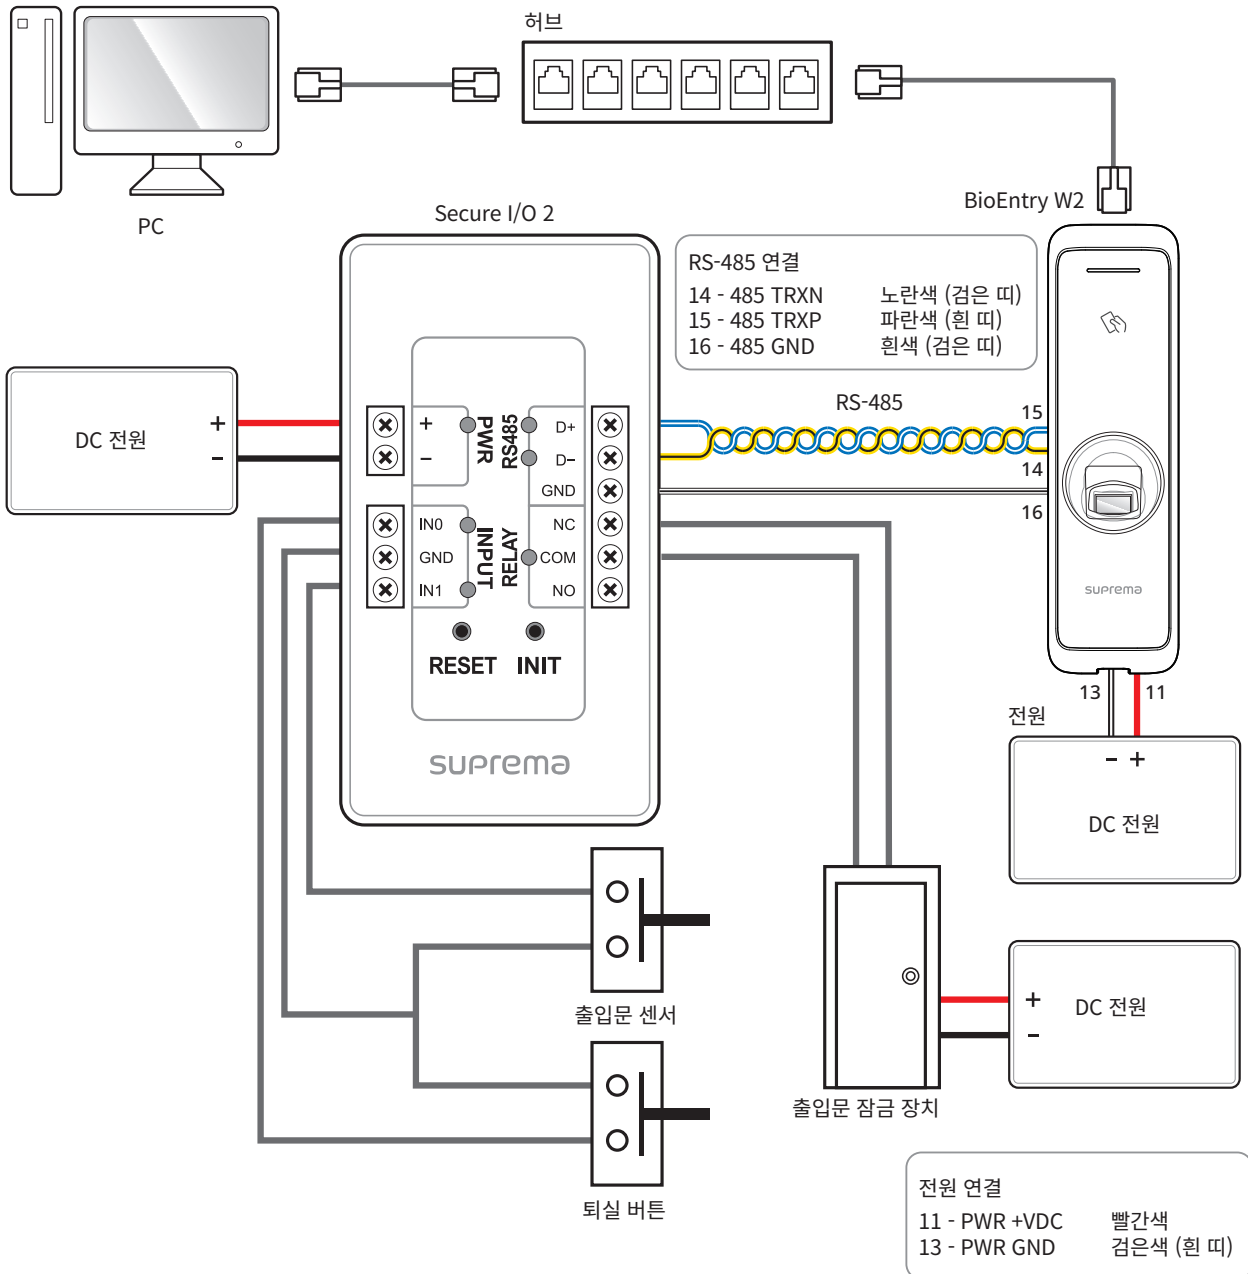 허브
PC
Secure I/O 2
BioEntry W2
RS-485 연결
14 - 485 TRXN 노란색 (검은 띠)
15 - 485 TRXP 파란색 (흰 띠)
16 - 485 GND 흰색 (검은 띠)
DC 전원
+
-
+
-
PWR
RS485
D+
D-
GND
IN0
GND
IN1
INPUT
RELAY
NC
COM
NO
RESET INIT
suprema
RS-485
15
14
16
suprema
13 11
전원
- +
DC 전원
출입문 센서
퇴실 버튼
출입문 잠금 장치
+
-
DC 전원
전원 연결
11 - PWR +VDC 빨간색
13 - PWR GND 검은색 (흰 띠)